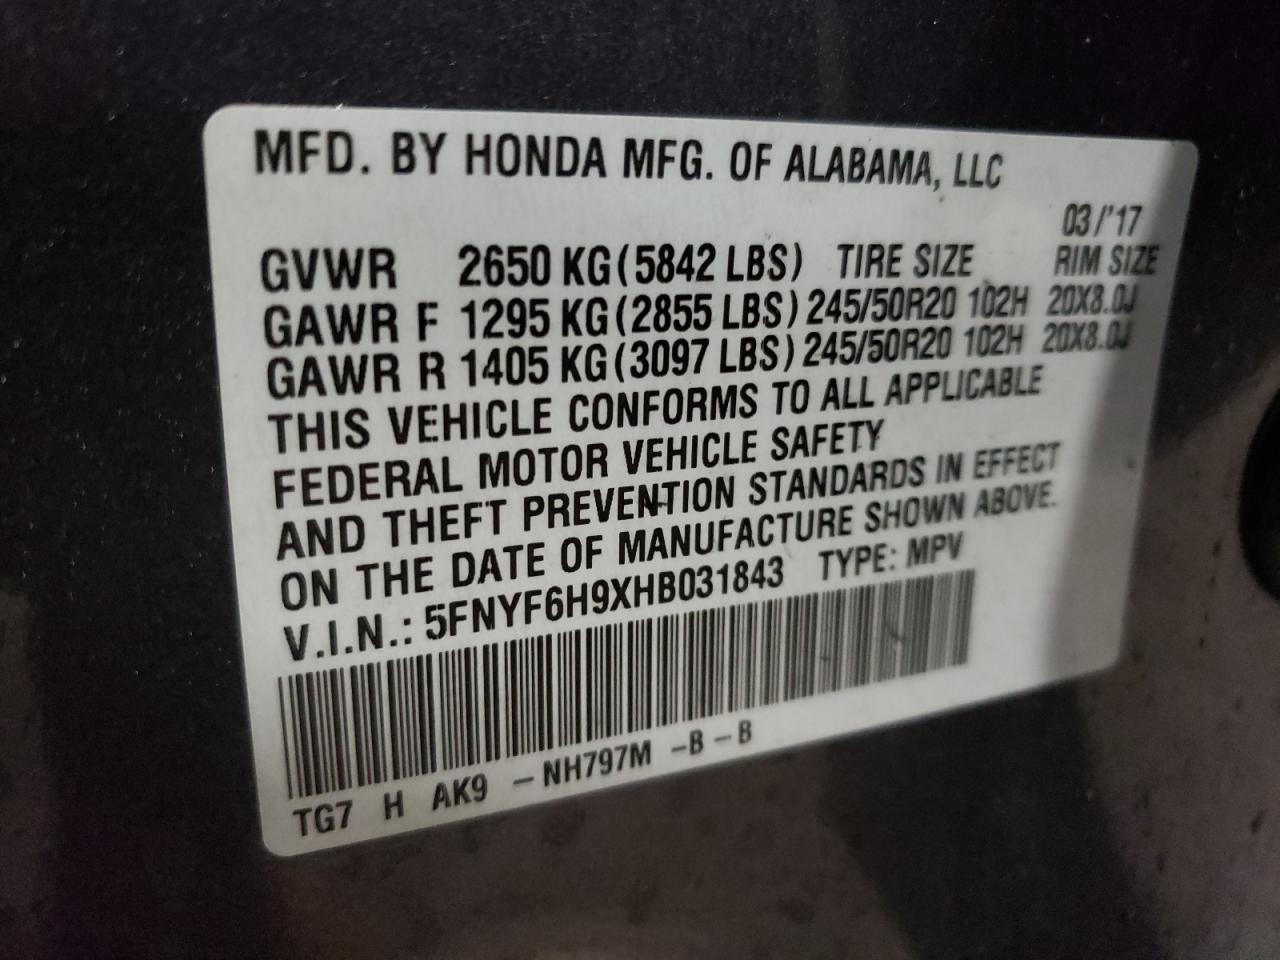 MFD. BY HONDA MFG. OF ALABAMA, LLC
03/'17
GVWR 2650 KG (5842 LBS) TIRE SIZE RIM SIZE
GAWR F 1295 KG (2855 LBS) 245/50R20 102H 20X8.0J
GAWR R 1405 KG (3097 LBS) 245/50R20 102H 20X8.0J
THIS VEHICLE CONFORMS TO ALL APPLICABLE
FEDERAL MOTOR VEHICLE SAFETY
AND THEFT PREVENTION STANDARDS IN EFFECT
ON THE DATE OF MANUFACTURE SHOWN ABOVE.
V.I.N.: 5FNYF6H9XHB031843 TYPE: MPV
TG7 H AK9 -NH797M -B-B